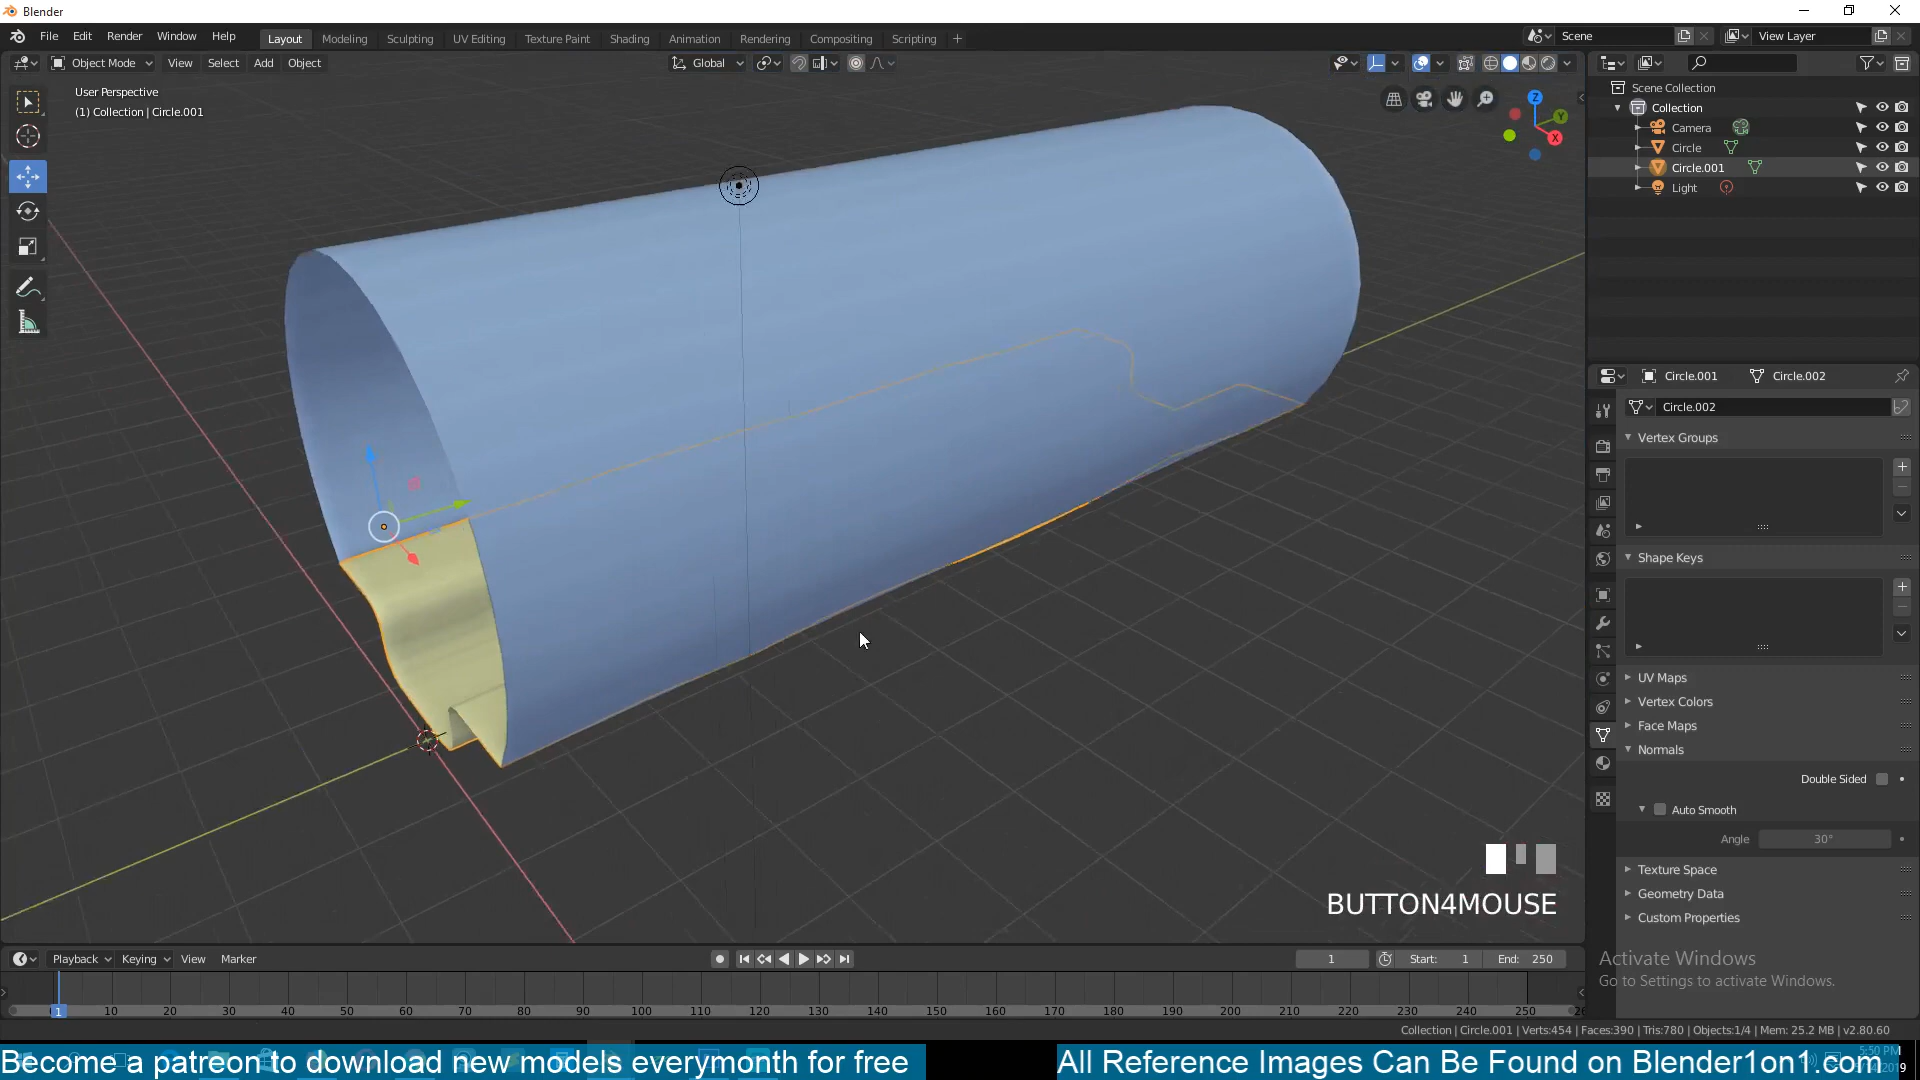 Blender
File Edit Render Window Help
Layout Modeling Sculpting UV Editing Texture Paint Shading Animation Rendering Compositing Scripting +
Scene
View Layer
Object Mode View Select Add Object
Global
User Perspective
(1) Collection | Circle.001
Z
Y
X
Scene Collection
Collection
Camera
Circle
Circle.001
Light
Circle.001 Circle.002
Circle.002
Vertex Groups
Shape Keys
UV Maps
Vertex Colors
Face Maps
Normals
Double Sided
Auto Smooth
Angle 30°
Texture Space
Geometry Data
Custom Properties
BUTTON4MOUSE
Activate Windows
Go to Settings to activate Windows.
Playback Keying View Marker
1 Start: 1 End: 250
1 10 20 30 40 50 60 70 80 90 100 110 120 130 140 150 160 170 180 190 200 210 220 230 240 250
Collection | Circle.001 | Verts:454 | Faces:390 | Tris:780 | Objects:1/4 | Mem: 25.2 MB | v2.80.60
Become a patreon to download new models everymonth for free
All Reference Images Can Be Found on Blender1on1.com
5:50 PM